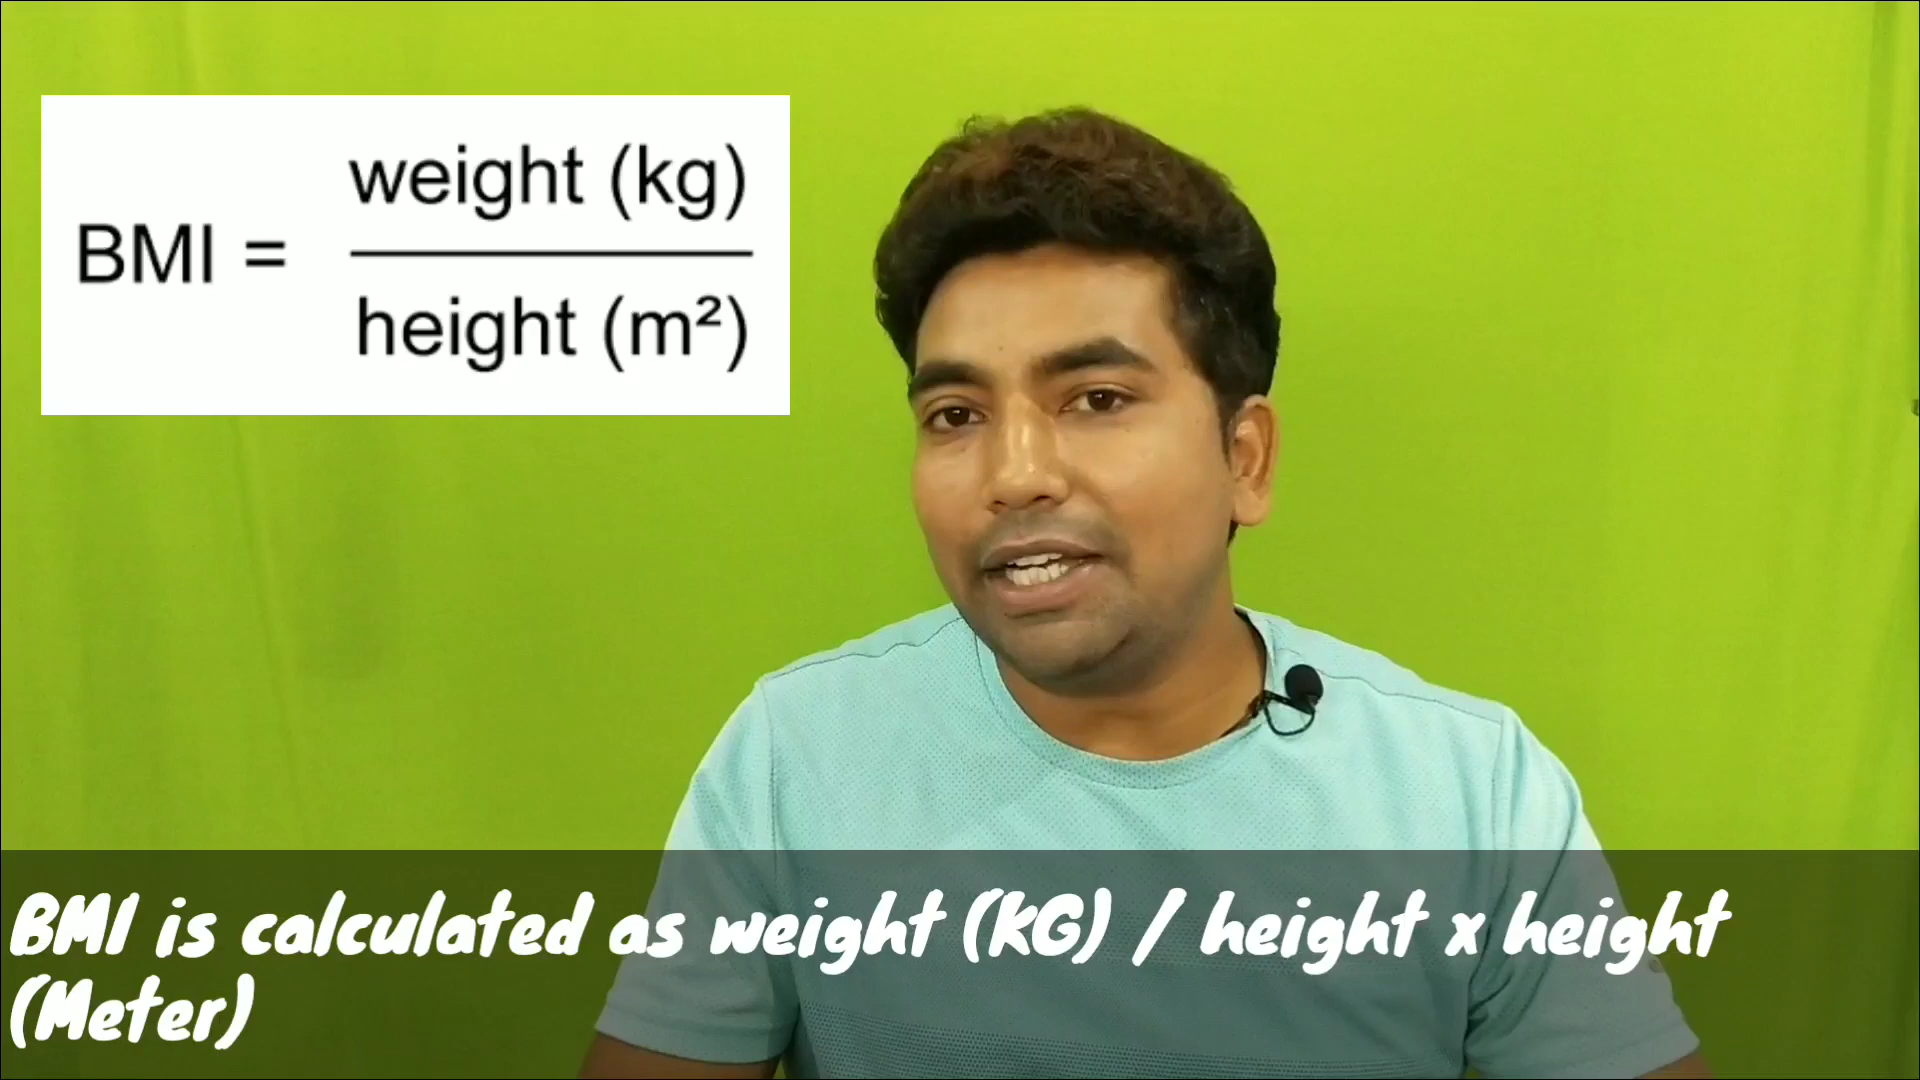 BMI =
weight (kg)
height (m²)
BMI is calculated as weight (KG) / height x height
(Meter)